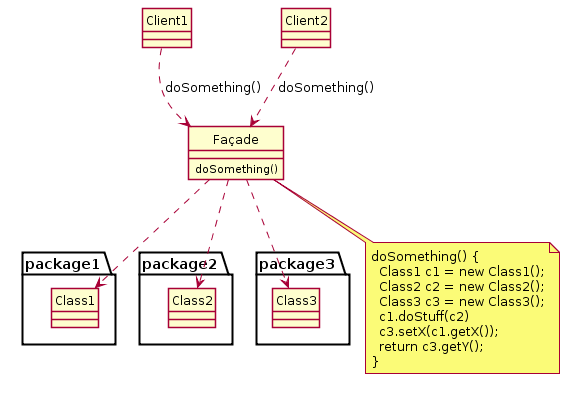 Client1
Client2
doSomething()
doSomething()
Façade
doSomething()
package1
package2
package3
Class1
Class2
Class3
doSomething() {
  Class1 c1 = new Class1();
  Class2 c2 = new Class2();
  Class3 c3 = new Class3();
  c1.doStuff(c2)
  c3.setX(c1.getX());
  return c3.getY();
}